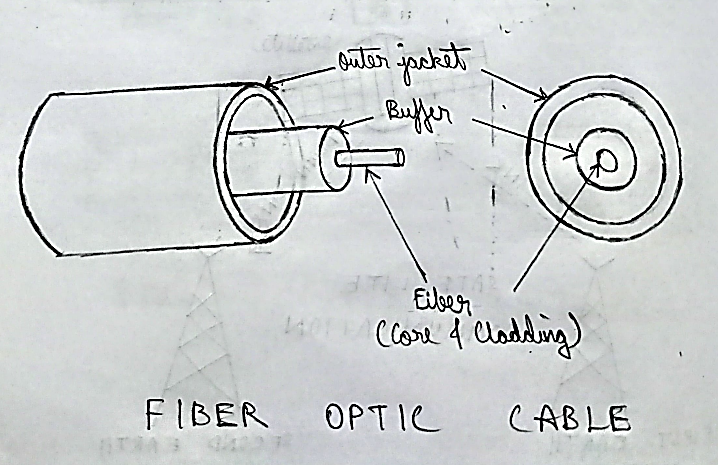 outer jacket
Buffer
Fiber
(Core & Cladding)
FIBER OPTIC CABLE